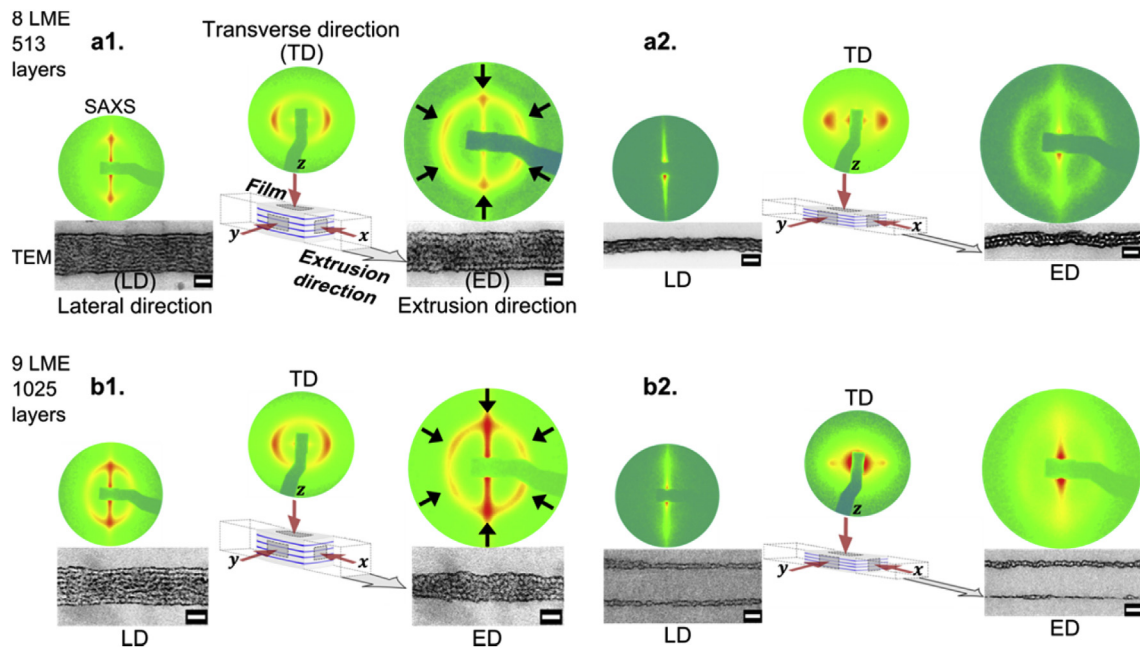 8 LME
513
layers
a1.
Transverse direction
(TD)
SAXS
z
Film
y
x
TEM
(LD)
Lateral direction
Extrusion
direction
(ED)
Extrusion direction
a2.
TD
z
y
x
LD
ED
9 LME
1025
layers
b1.
TD
z
y
x
LD
ED
b2.
TD
z
y
x
LD
ED